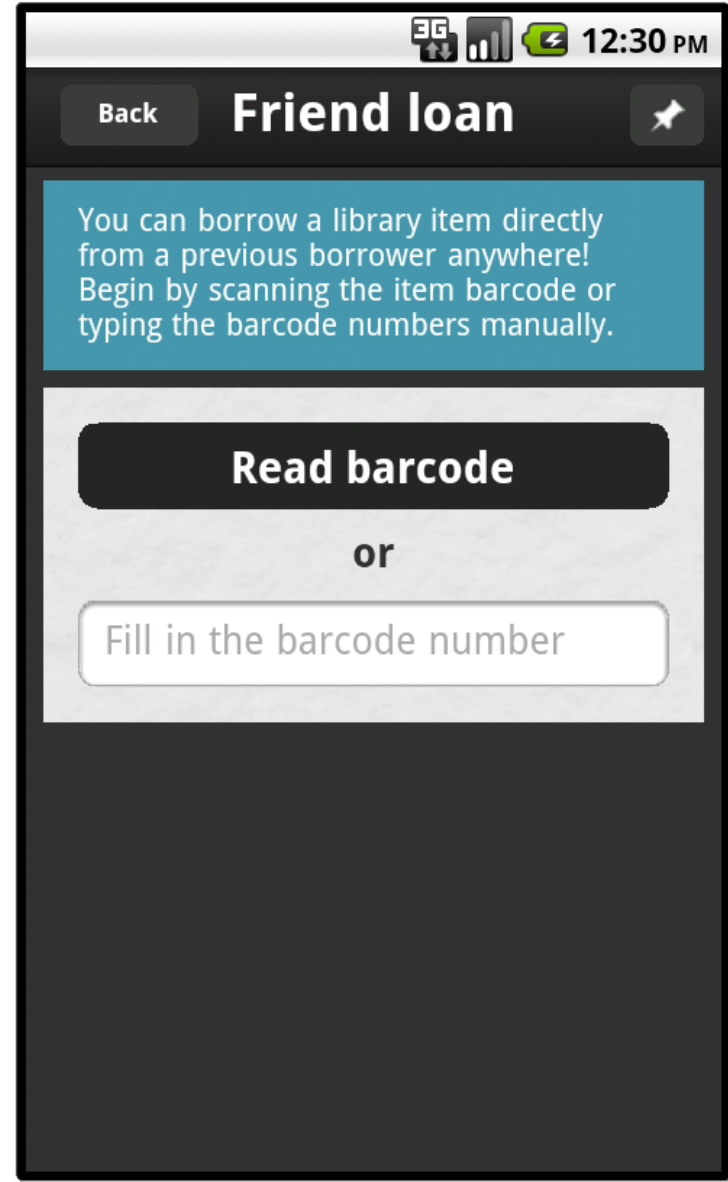 3G 12:30 PM
Back Friend loan
You can borrow a library item directly
from a previous borrower anywhere!
Begin by scanning the item barcode or
typing the barcode numbers manually.
Read barcode
or
Fill in the barcode number